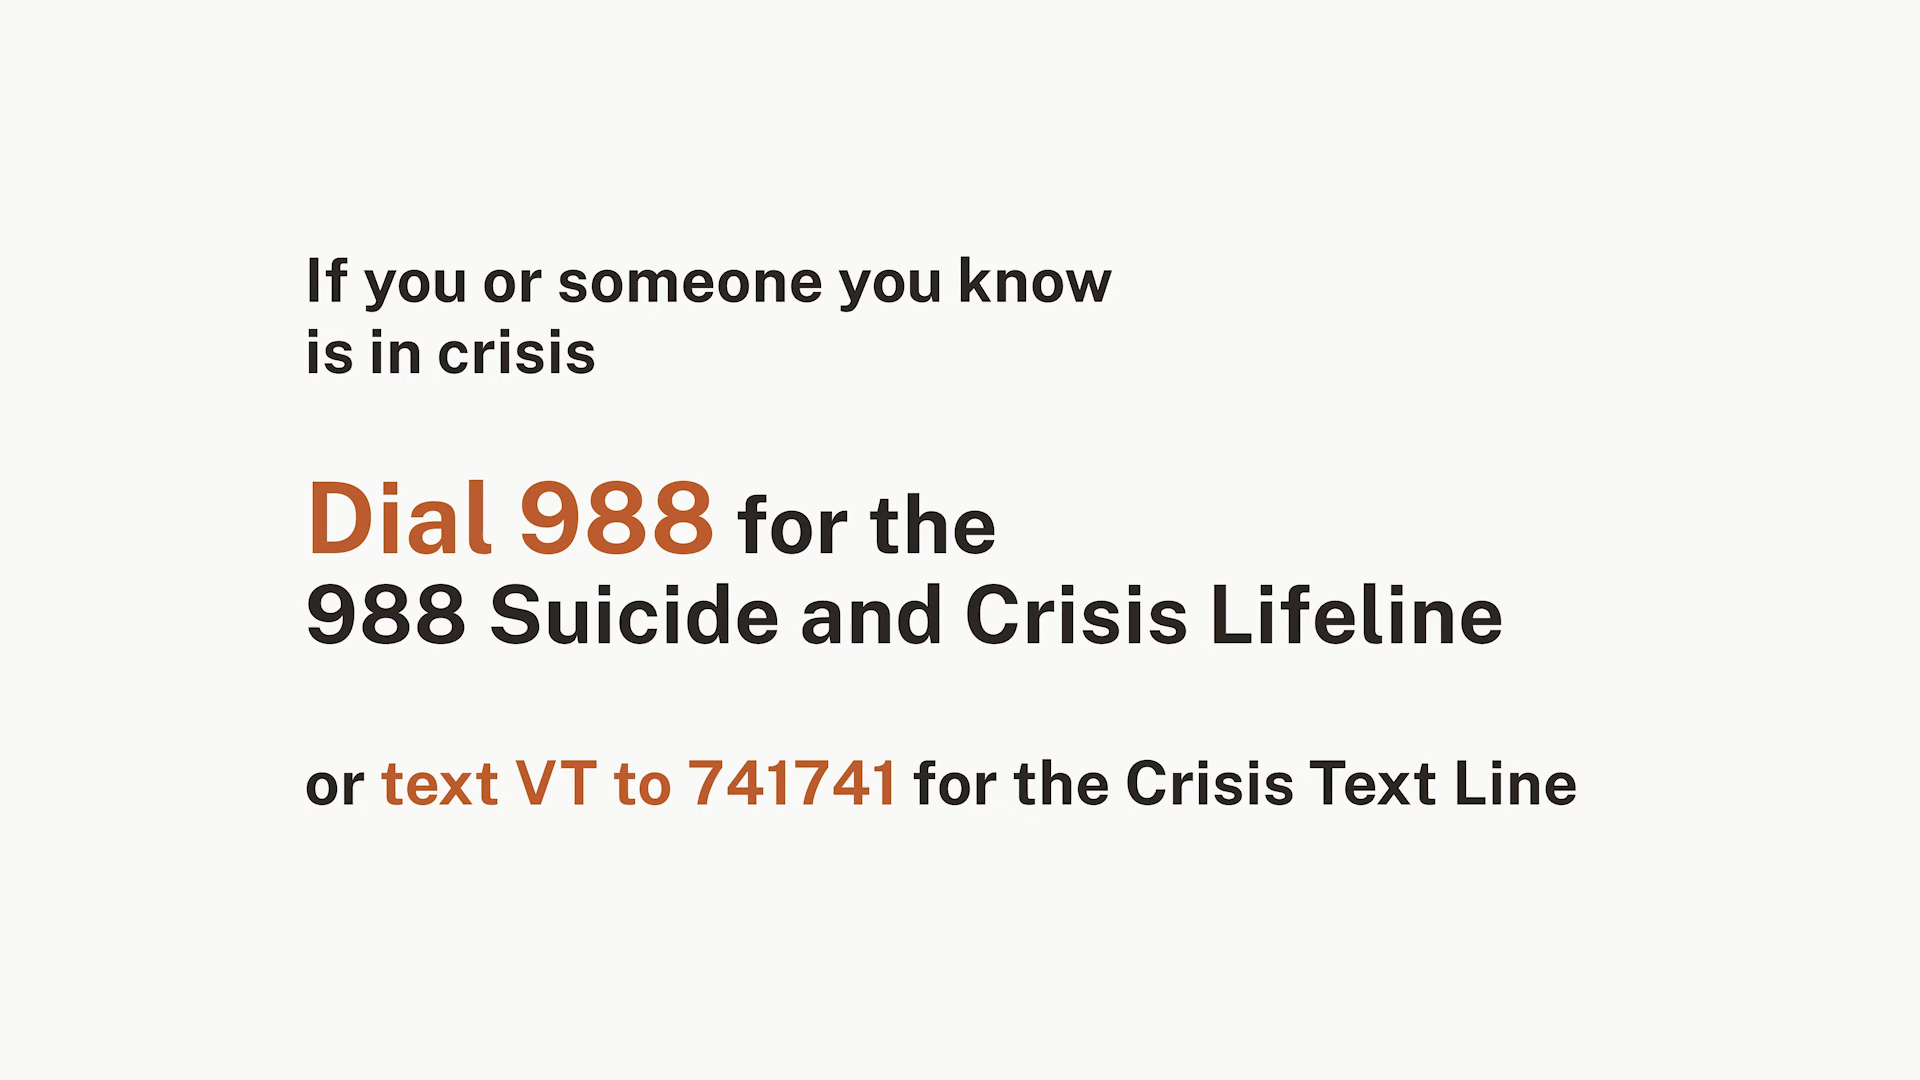 If you or someone you know
is in crisis
Dial 988 for the
988 Suicide and Crisis Lifeline
or text VT to 741741 for the Crisis Text Line